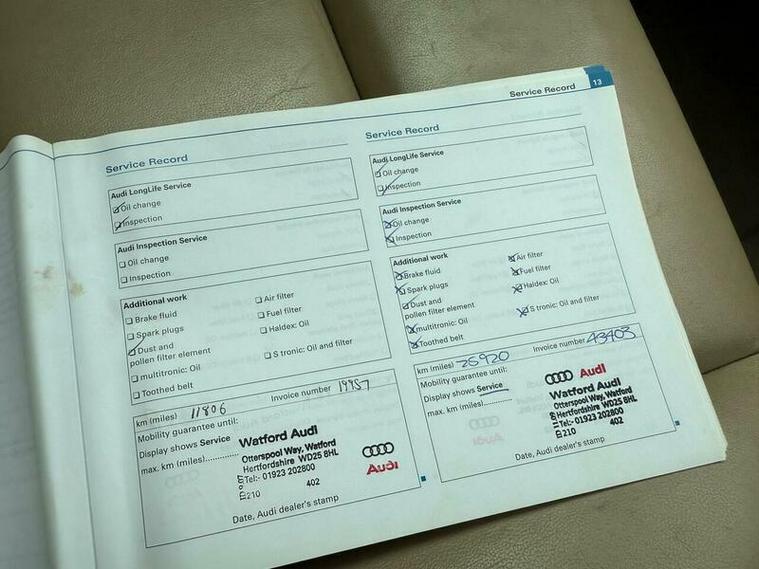 Service Record
13
Service Record
Audi LongLife Service
Oil change
Inspection
Audi Inspection Service
Oil change
Inspection
Additional work
Brake fluid
Spark plugs
Dust and
pollen filter element
multitronic: Oil
Toothed belt
Air filter
Fuel filter
Haldex: Oil
S tronic: Oil and filter
km (miles) 11806
Invoice number 19957
Mobility guarantee until:
Display shows Service
max. km (miles)
Watford Audi
Otterspool Way, Watford
Hertfordshire WD25 8HL
Tel:- 01923 202800
210 402
Audi
Date, Audi dealer's stamp
Service Record
Audi LongLife Service
Oil change
Inspection
Audi Inspection Service
Oil change
Inspection
Additional work
Brake fluid
Spark plugs
Dust and
pollen filter element
multitronic: Oil
Toothed belt
Air filter
Fuel filter
Haldex: Oil
S tronic: Oil and filter
km (miles) 25920
Invoice number 43403
Mobility guarantee until:
Display shows Service
max. km (miles)
Audi
Watford Audi
Otterspool Way, Watford
Hertfordshire WD25 8HL
Tel:- 01923 202800
210 402
Date, Audi dealer's stamp